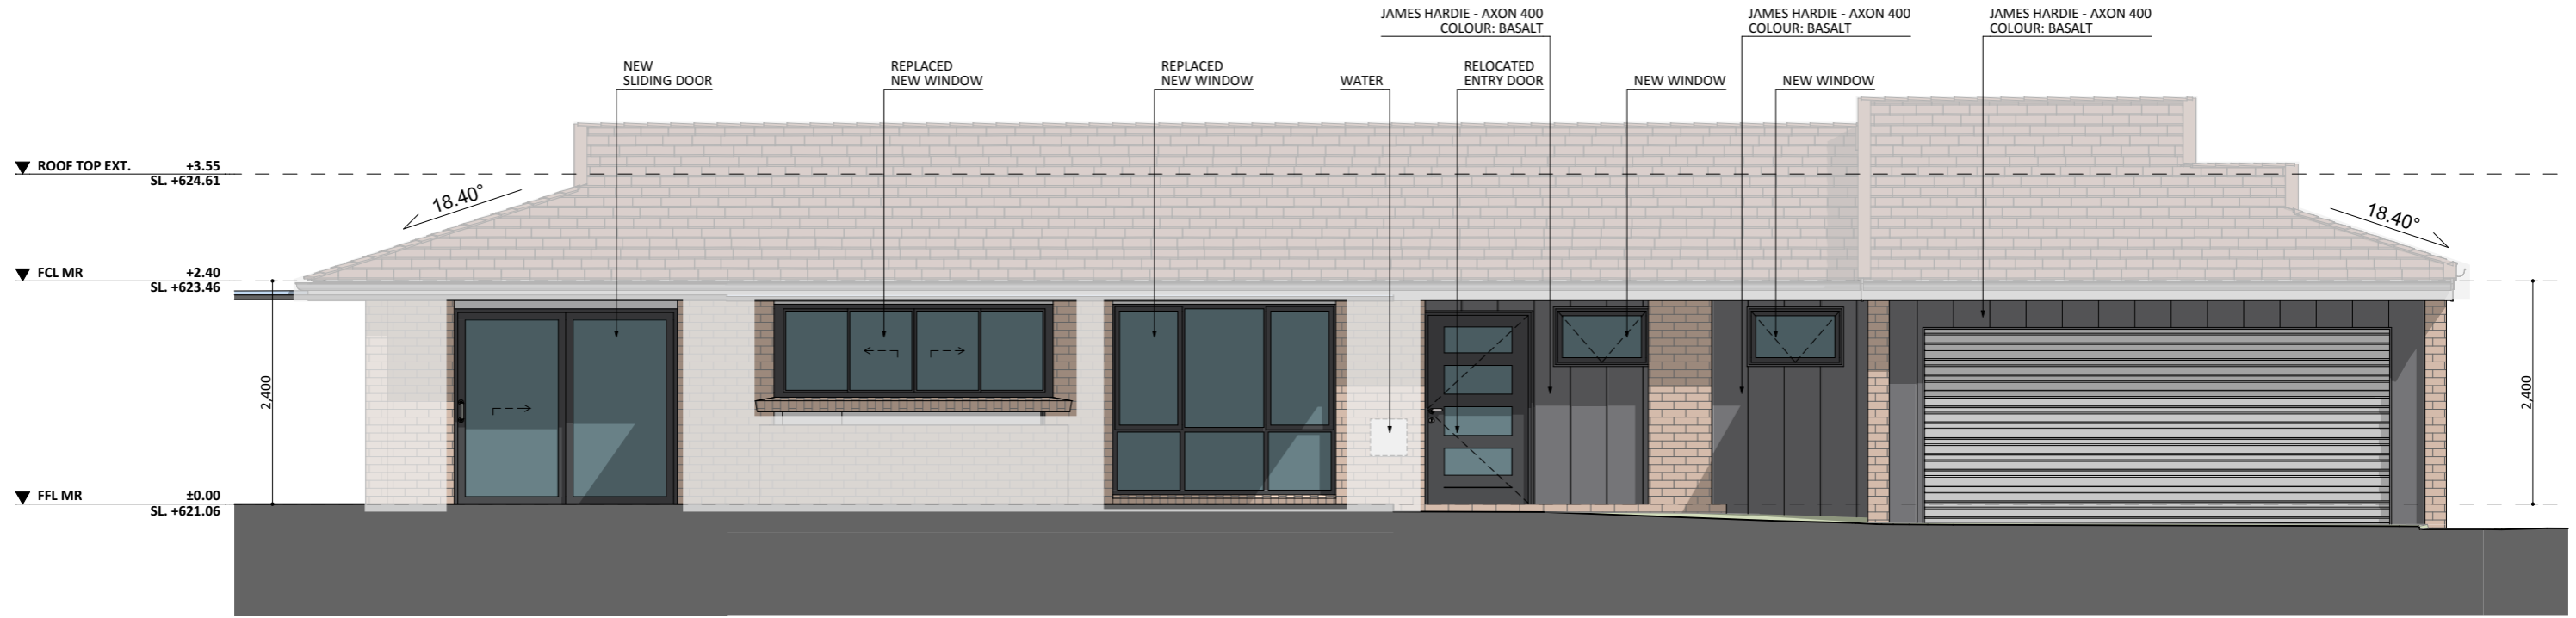 JAMES HARDIE - AXON 400
COLOUR: BASALT
JAMES HARDIE - AXON 400
COLOUR: BASALT
JAMES HARDIE - AXON 400
COLOUR: BASALT
NEW
SLIDING DOOR
REPLACED
NEW WINDOW
REPLACED
NEW WINDOW
WATER
RELOCATED
ENTRY DOOR
NEW WINDOW
NEW WINDOW
ROOF TOP EXT. +3.55
SL. +624.61
18.40°
18.40°
FCL MR +2.40
SL. +623.46
2,400
2,400
FFL MR ±0.00
SL. +621.06